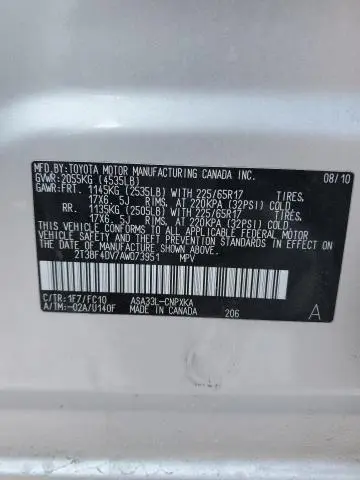 MFD.BY:TOYOTA MOTOR MANUFACTURING CANADA INC. 08/10
GVWR:2055KG (4535LB)
GAWR:FRT. 1145KG (2535LB) WITH 225/65R17 TIRES.
17X6. 5J RIMS. AT 220KPA (32PSI) COLD.
RR. 1135KG (2505LB) WITH 225/65R17 TIRES.
17X6. 5J RIMS. AT 220KPA (32PSI) COLD.
THIS VEHICLE CONFORMS TO ALL APPLICABLE FEDERAL MOTOR
VEHICLE SAFETY STANDARDS IN EFFECT ON THE DATE OF
MANUFACTURE SHOWN ABOVE.
2T3BF4DV7AW073951 MPV
C/TR:1F7/FC10 ASA33L-CNPXKA
A/TM:-02A/U140F MADE IN CANADA 206 A